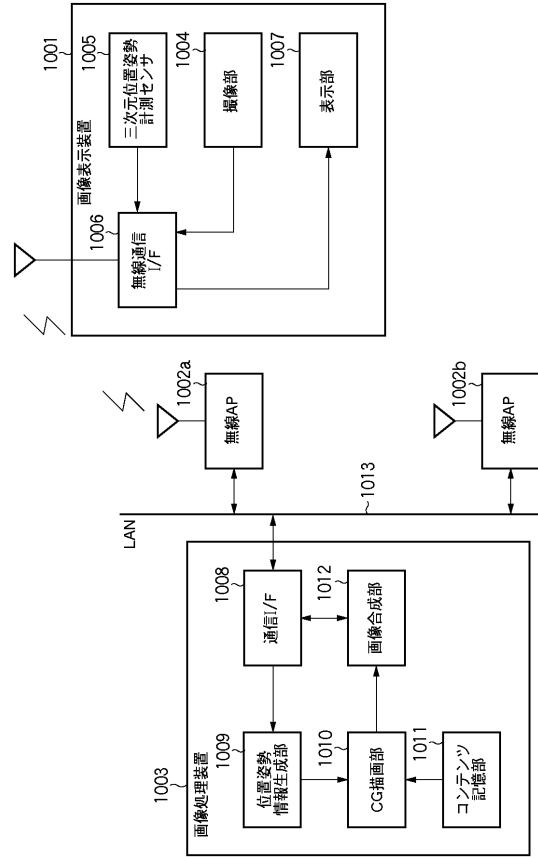 1003
画像処理装置
1009
位置姿勢
情報生成部
1008
通信I/F
1010
CG描画部
1012
画像合成部
1011
コンテンツ
記憶部
LAN
1013
1002a
無線AP
1002b
無線AP
1001
画像表示装置
1006
無線通信
I/F
1005
三次元位置姿勢
計測センサ
1004
撮像部
1007
表示部